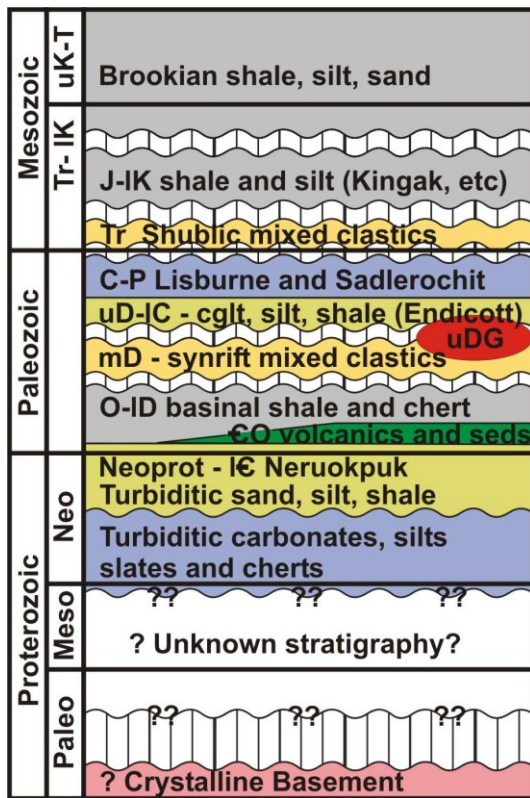 Mesozoic
uK-T
Brookian shale, silt, sand
Tr- lK
J-lK shale and silt (Kingak, etc)
Tr Shublic mixed clastics
Paleozoic
C-P Lisburne and Sadlerochit
uD-lC - cglt, silt, shale (Endicott)
uDG
mD - synrift mixed clastics
O-lD basinal shale and chert
€O volcanics and seds
Proterozoic
Neo
Neoprot - l€ Neruokpuk
Turbiditic sand, silt, shale
Turbiditic carbonates, silts
slates and cherts
Meso
?? ?? ??
? Unknown stratigraphy?
Paleo
?? ?? ??
? Crystalline Basement